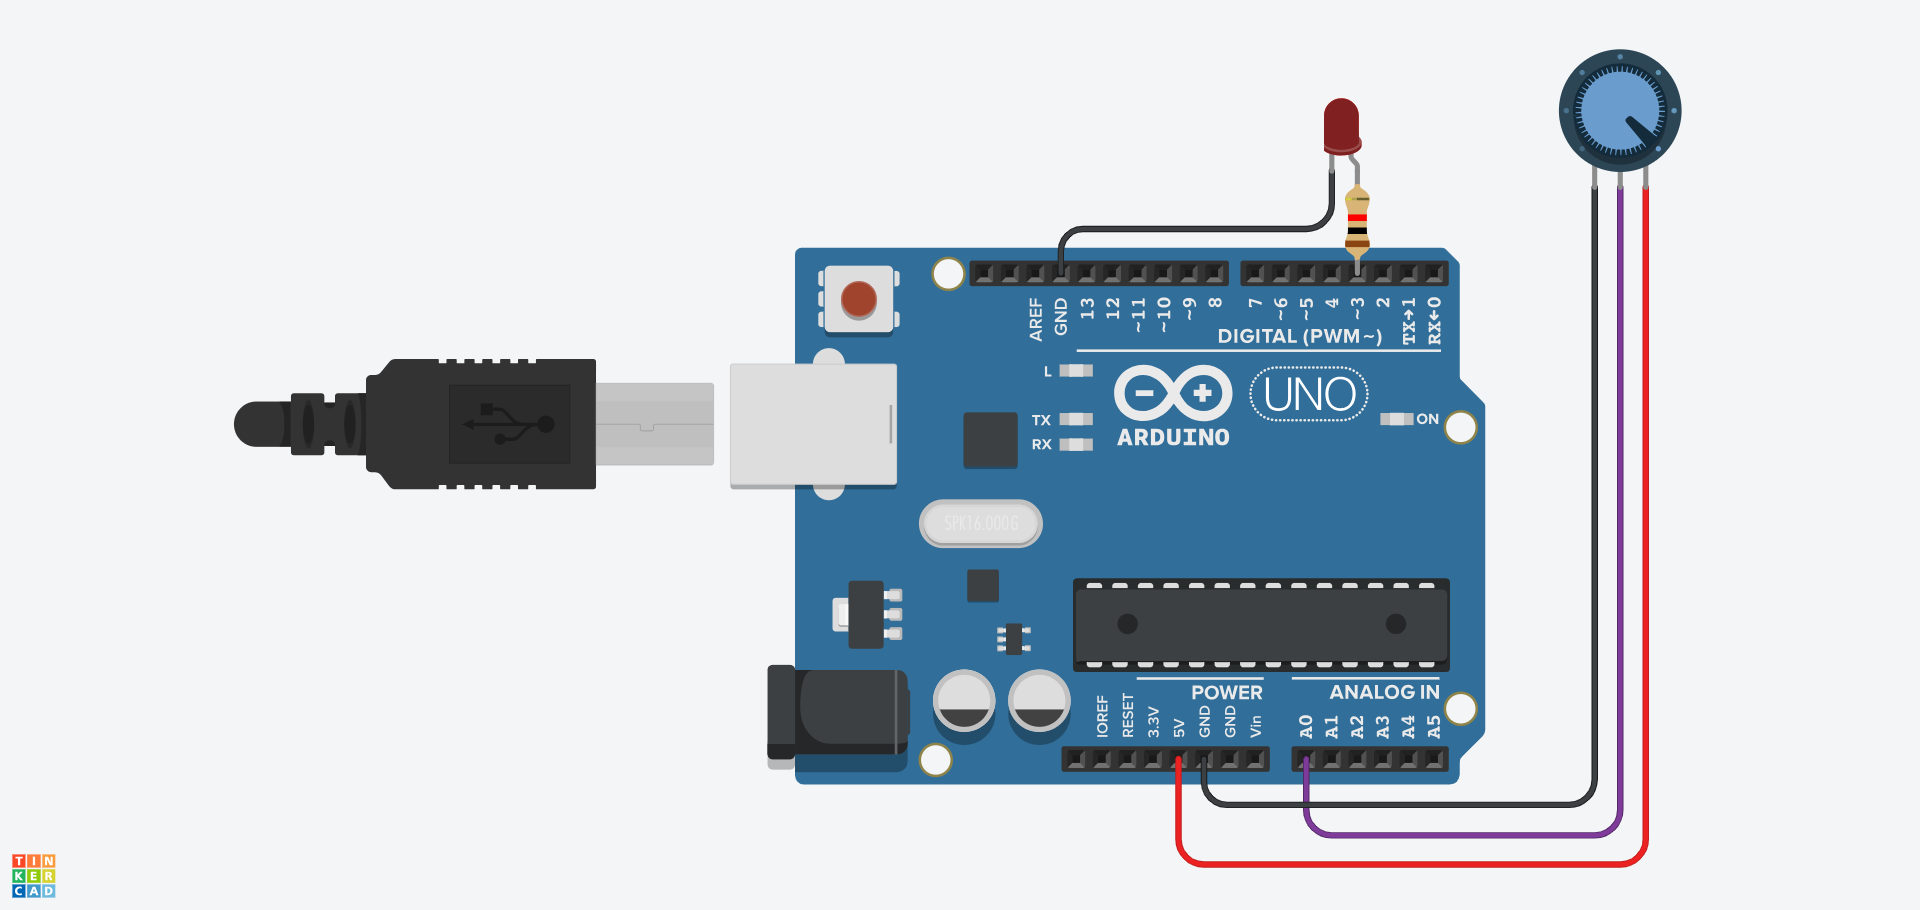 AREF
GND
13
12
~11
~10
~9
8
7
~6
~5
4
~3
2
TX→1
RX←0
DIGITAL (PWM~)
L
TX
RX
UNO
ARDUINO
ON
SPK16.000G
POWER
ANALOG IN
IOREF
RESET
3.3V
5V
GND
GND
Vin
A0
A1
A2
A3
A4
A5
TIN
KER
CAD